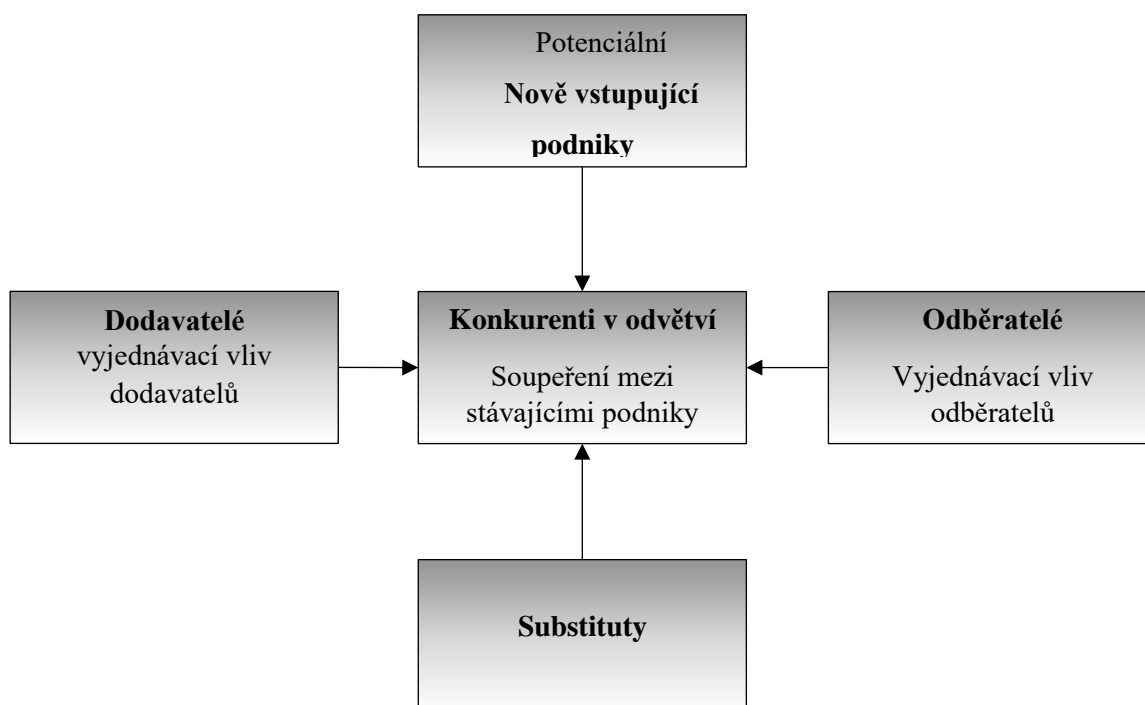 Potenciální
Nově vstupující
podniky
Dodavatelé
vyjednávací vliv
dodavatelů
Konkurenti v odvětví
Soupeření mezi
stávajícími podniky
Odběratelé
Vyjednávací vliv
odběratelů
Substituty